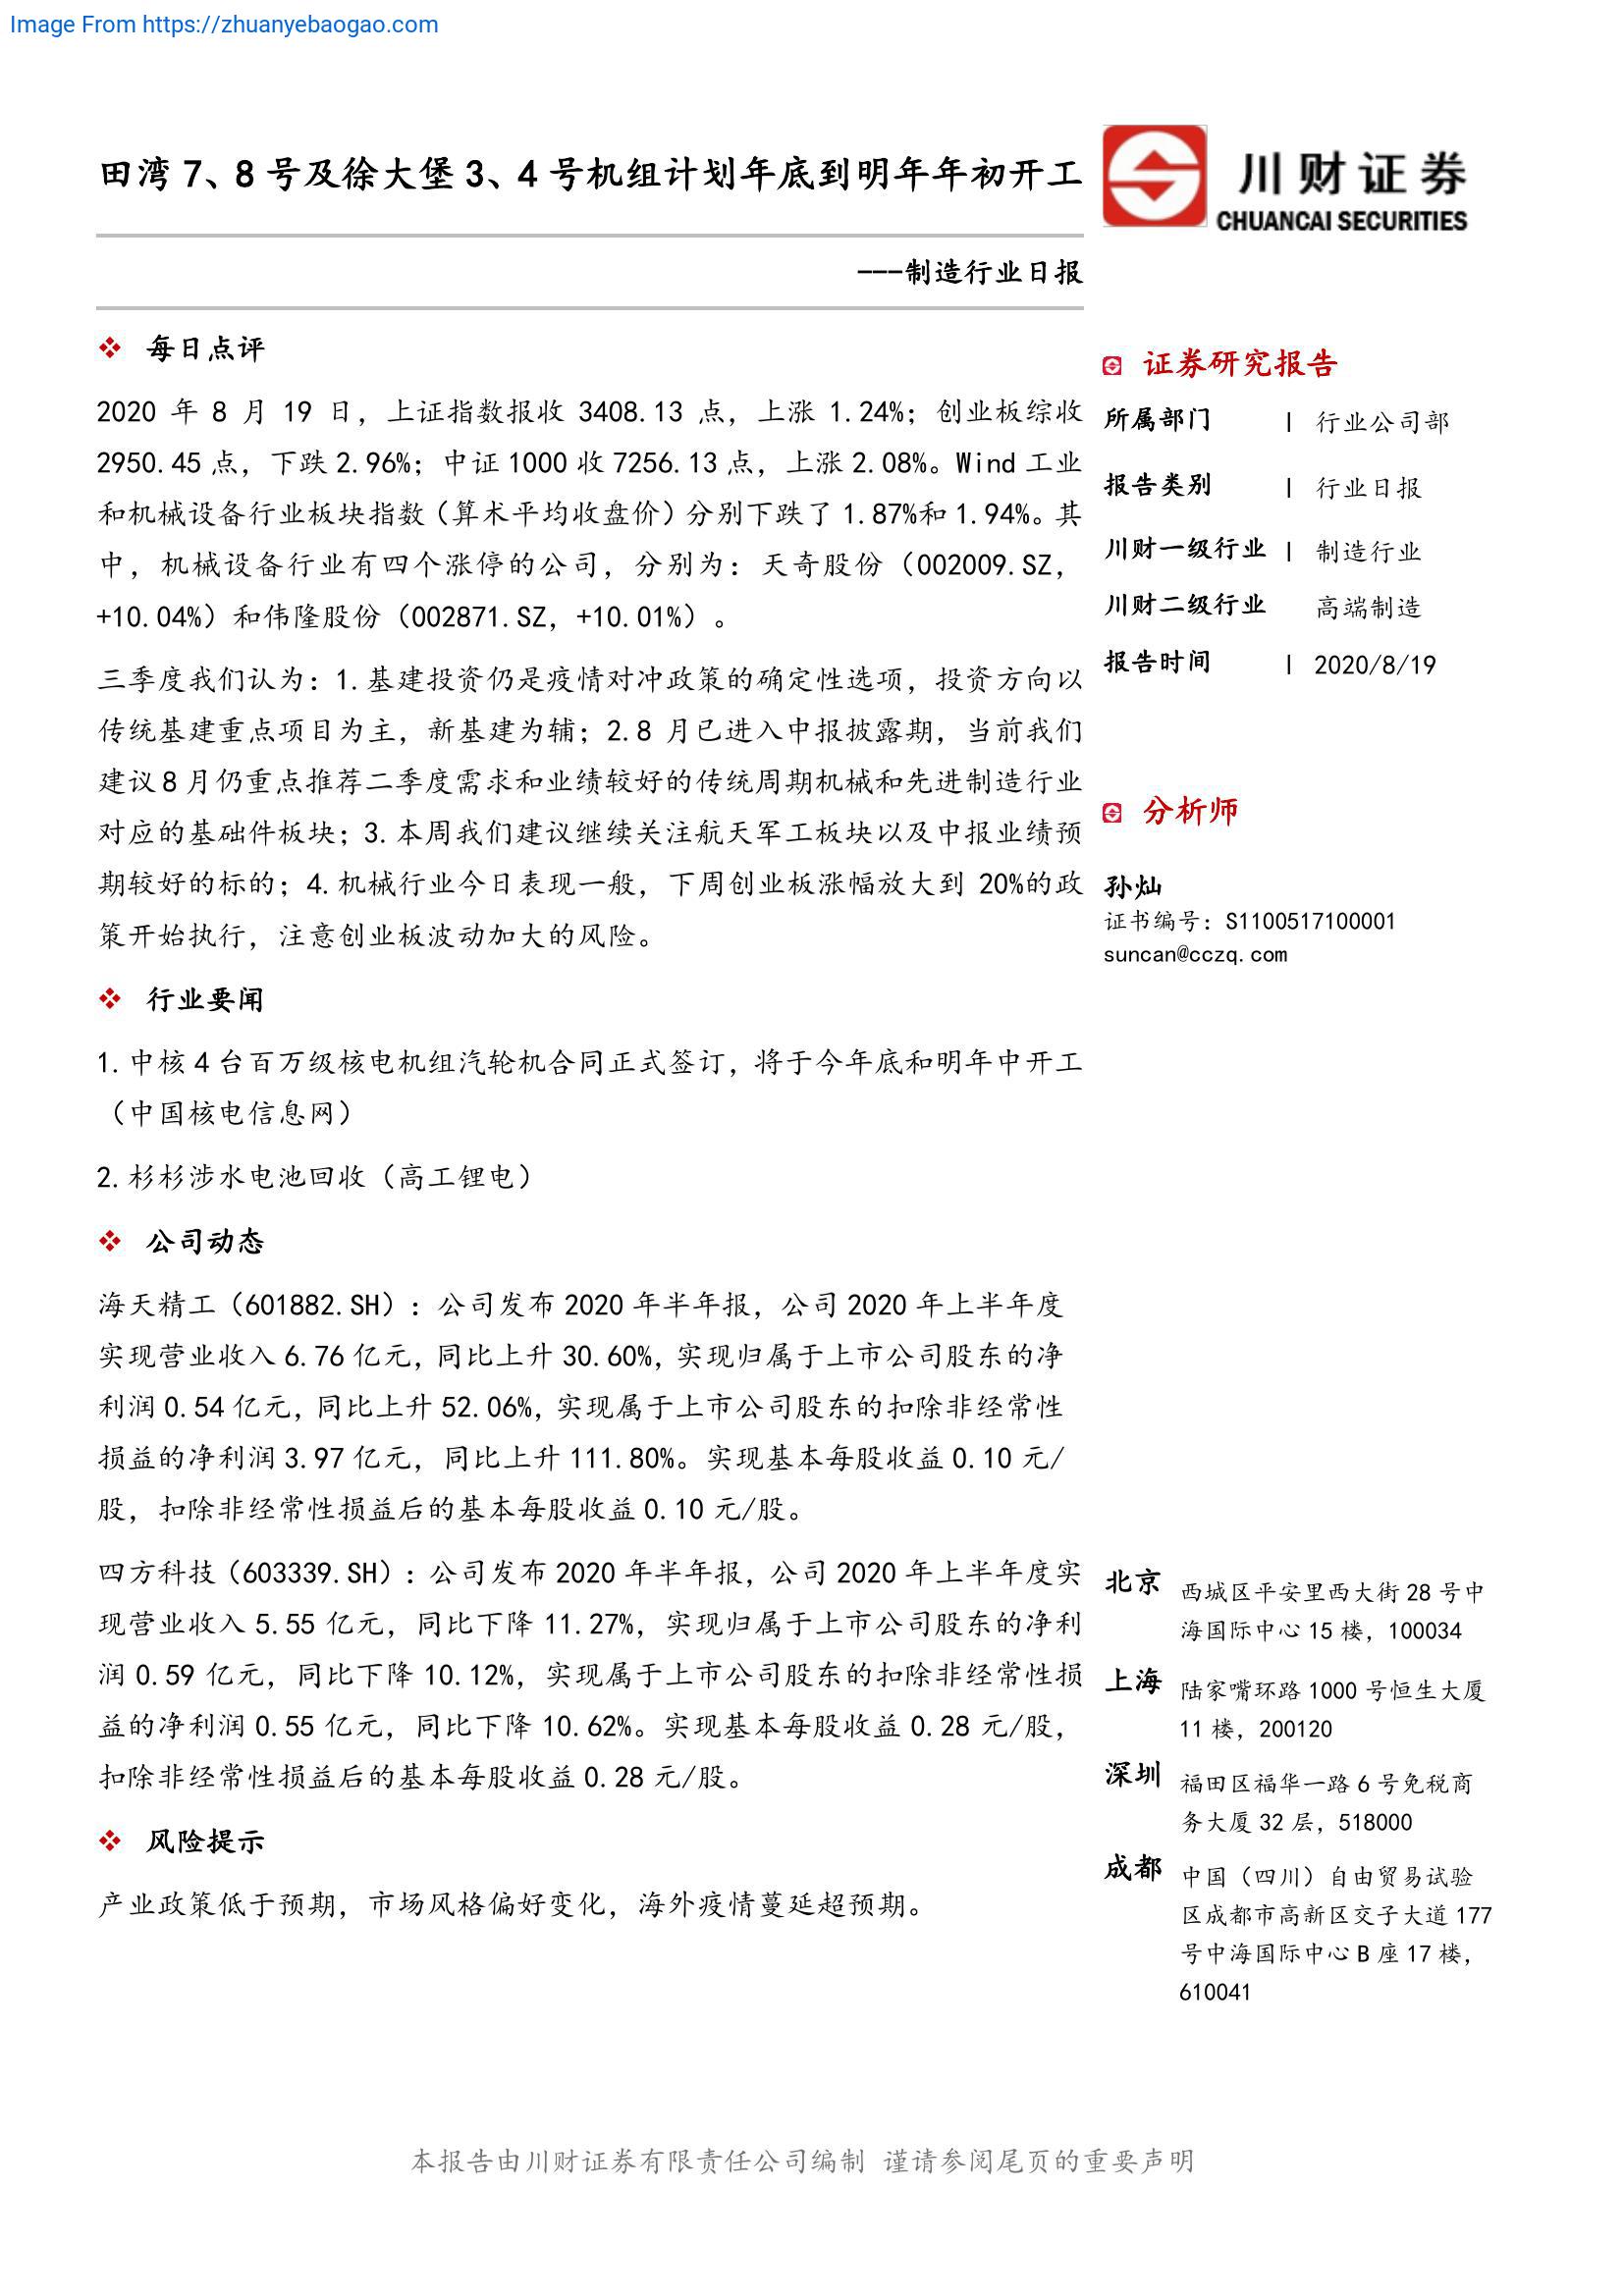 Image From https://zhuanyebaogao.com
田湾 7、8 号及徐大堡 3、4 号机组计划年底到明年年初开工
川财证券
CHUANCAI SECURITIES
---制造行业日报
每日点评
2020 年 8 月 19 日，上证指数报收 3408.13 点，上涨 1.24%；创业板综收
2950.45 点，下跌 2.96%；中证 1000 收 7256.13 点，上涨 2.08%。Wind 工业
和机械设备行业板块指数（算术平均收盘价）分别下跌了 1.87%和 1.94%。其
中，机械设备行业有四个涨停的公司，分别为：天奇股份（002009.SZ，
+10.04%）和伟隆股份（002871.SZ，+10.01%）。
三季度我们认为：1.基建投资仍是疫情对冲政策的确定性选项，投资方向以
传统基建重点项目为主，新基建为辅；2.8 月已进入中报披露期，当前我们
建议 8 月仍重点推荐二季度需求和业绩较好的传统周期机械和先进制造行业
对应的基础件板块；3.本周我们建议继续关注航天军工板块以及中报业绩预
期较好的标的；4.机械行业今日表现一般，下周创业板涨幅放大到 20%的政
策开始执行，注意创业板波动加大的风险。
行业要闻
1.中核 4 台百万级核电机组汽轮机合同正式签订，将于今年底和明年中开工
（中国核电信息网）
2.杉杉涉水电池回收（高工锂电）
公司动态
海天精工（601882.SH）：公司发布 2020 年半年报，公司 2020 年上半年度
实现营业收入 6.76 亿元，同比上升 30.60%，实现归属于上市公司股东的净
利润 0.54 亿元，同比上升 52.06%，实现属于上市公司股东的扣除非经常性
损益的净利润 3.97 亿元，同比上升 111.80%。实现基本每股收益 0.10 元/
股，扣除非经常性损益后的基本每股收益 0.10 元/股。
四方科技（603339.SH）：公司发布 2020 年半年报，公司 2020 年上半年度实
现营业收入 5.55 亿元，同比下降 11.27%，实现归属于上市公司股东的净利
润 0.59 亿元，同比下降 10.12%，实现属于上市公司股东的扣除非经常性损
益的净利润 0.55 亿元，同比下降 10.62%。实现基本每股收益 0.28 元/股，
扣除非经常性损益后的基本每股收益 0.28 元/股。
风险提示
产业政策低于预期，市场风格偏好变化，海外疫情蔓延超预期。
证券研究报告
所属部门 | 行业公司部
报告类别 | 行业日报
川财一级行业 | 制造行业
川财二级行业 高端制造
报告时间 | 2020/8/19
分析师
孙灿
证书编号：S1100517100001
suncan@cczq.com
北京 西城区平安里西大街 28 号中
海国际中心 15 楼，100034
上海 陆家嘴环路 1000 号恒生大厦
11 楼，200120
深圳 福田区福华一路 6 号免税商
务大厦 32 层，518000
成都 中国（四川）自由贸易试验
区成都市高新区交子大道 177
号中海国际中心 B 座 17 楼，
610041
本报告由川财证券有限责任公司编制 谨请参阅尾页的重要声明